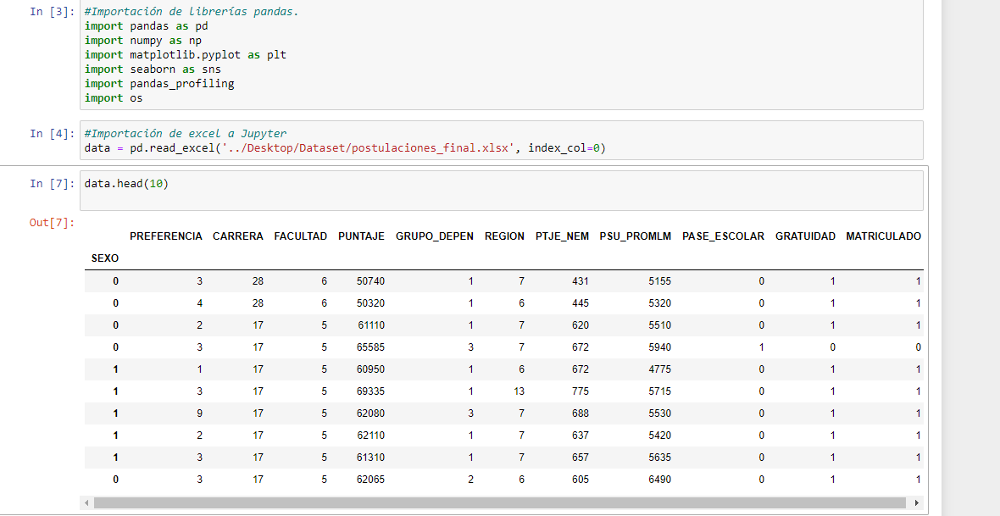 In [3]: #Importación de librerías pandas.
import pandas as pd
import numpy as np
import matplotlib.pyplot as plt
import seaborn as sns
import pandas_profiling
import os
In [4]: #Importación de excel a Jupyter
data = pd.read_excel('../Desktop/Dataset/postulaciones_final.xlsx', index_col=0)
In [7]: data.head(10)
Out[7]:
PREFERENCIA CARRERA FACULTAD PUNTAJE GRUPO_DEPEN REGION PTJE_NEM PSU_PROMLM PASE_ESCOLAR GRATUIDAD MATRICULADO
SEXO
0 3 28 6 50740 1 7 431 5155 0 1 1
0 4 28 6 50320 1 6 445 5320 0 1 1
0 2 17 5 61110 1 7 620 5510 0 1 1
0 3 17 5 65585 3 7 672 5940 1 0 0
1 1 17 5 60950 1 6 672 4775 0 1 1
1 3 17 5 69335 1 13 775 5715 0 1 1
1 9 17 5 62080 3 7 688 5530 0 1 1
1 2 17 5 62110 1 7 637 5420 0 1 1
1 3 17 5 61310 1 7 657 5635 0 1 1
0 3 17 5 62065 2 6 605 6490 0 1 1